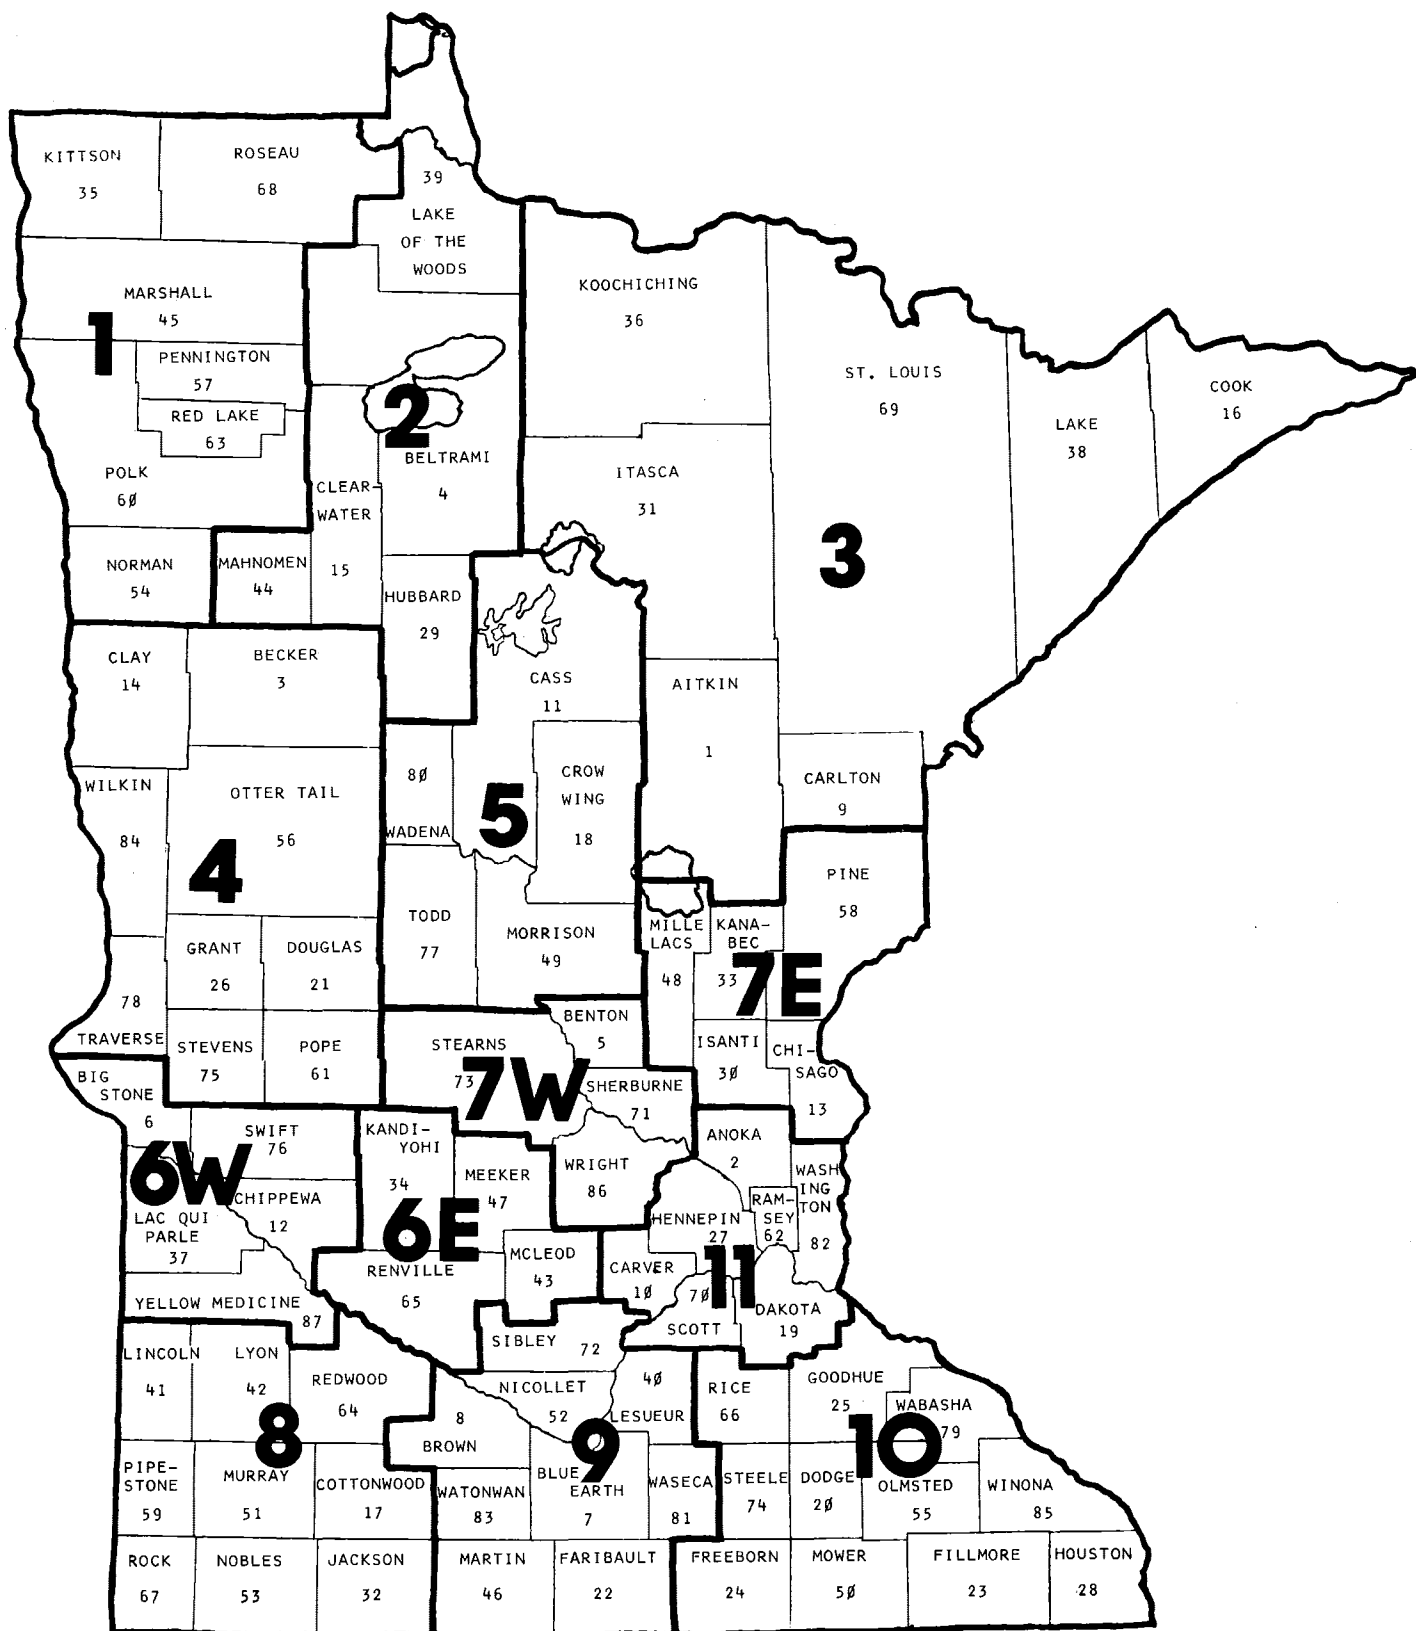 KITTSON
35
ROSEAU
68
39
LAKE
OF THE
WOODS
MARSHALL
45
1
PENNINGTON
57
RED LAKE
63
POLK
6Ø
NORMAN
54
MAHNOMEN
44
CLEAR-
WATER
15
2
BELTRAMI
4
HUBBARD
29
KOOCHICHING
36
ITASCA
31
ST. LOUIS
69
3
LAKE
38
COOK
16
AITKIN
1
CARLTON
9
CLAY
14
BECKER
3
WILKIN
84
OTTER TAIL
56
4
GRANT
26
DOUGLAS
21
78
TRAVERSE
STEVENS
75
POPE
61
CASS
11
8Ø
WADENA
5
CROW
WING
18
TODD
77
MORRISON
49
MILLE
LACS
48
KANA-
BEC
33
7E
PINE
58
ISANTI
3Ø
CHI-
SAGO
13
BENTON
5
STEARNS
73
7W
SHERBURNE
71
WRIGHT
86
BIG
STONE
6
SWIFT
76
6W
CHIPPEWA
12
LAC QUI
PARLE
37
YELLOW MEDICINE
87
KANDI-
YOHI
34
MEEKER
47
6E
RENVILLE
65
MCLEOD
43
ANOKA
2
WASH
ING
TON
82
RAM-
SEY
62
HENNEPIN
27
11
CARVER
1Ø
7Ø
SCOTT
DAKOTA
19
LINCOLN
41
LYON
42
REDWOOD
64
8
PIPE-
STONE
59
MURRAY
51
COTTONWOOD
17
ROCK
67
NOBLES
53
JACKSON
32
SIBLEY
72
NICOLLET
52
4Ø
LESUEUR
8
BROWN
9
WATONWAN
83
BLUE
EARTH
7
WASECA
81
MARTIN
46
FARIBAULT
22
RICE
66
GOODHUE
25
WABASHA
79
10
STEELE
74
DODGE
2Ø
OLMSTED
55
WINONA
85
FREEBORN
24
MOWER
5Ø
FILLMORE
23
HOUSTON
28